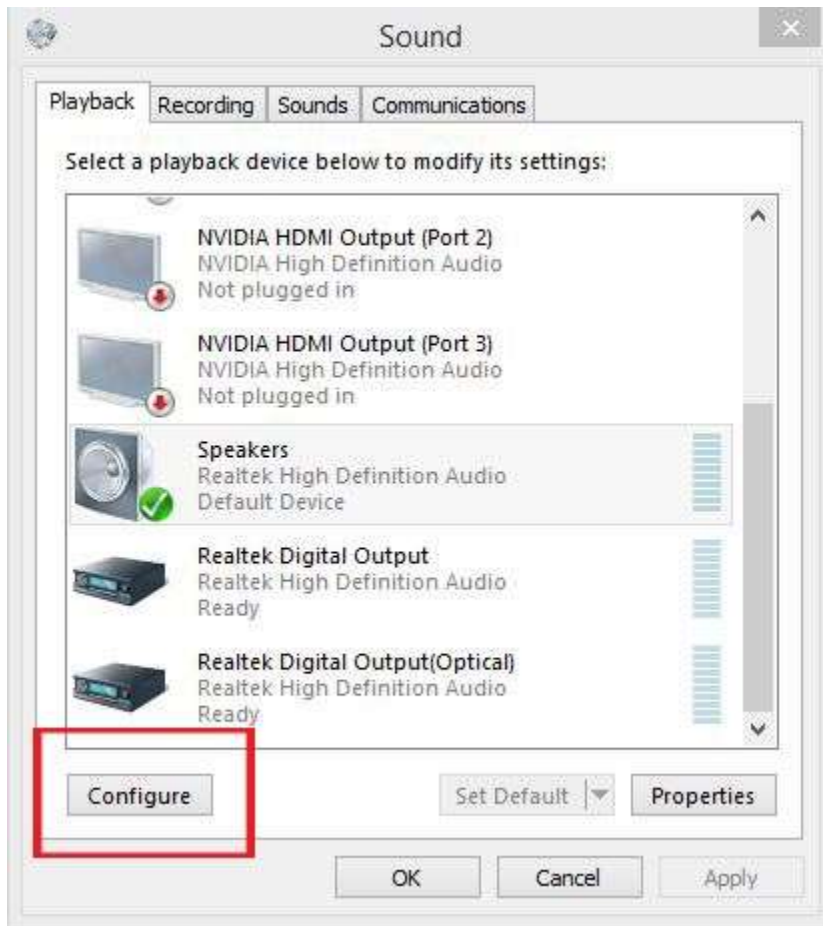 Sound
Playback Recording Sounds Communications
Select a playback device below to modify its settings:
NVIDIA HDMI Output (Port 2)
NVIDIA High Definition Audio
Not plugged in
NVIDIA HDMI Output (Port 3)
NVIDIA High Definition Audio
Not plugged in
Speakers
Realtek High Definition Audio
Default Device
Realtek Digital Output
Realtek High Definition Audio
Ready
Realtek Digital Output(Optical)
Realtek High Definition Audio
Ready
Configure Set Default Properties
OK Cancel Apply